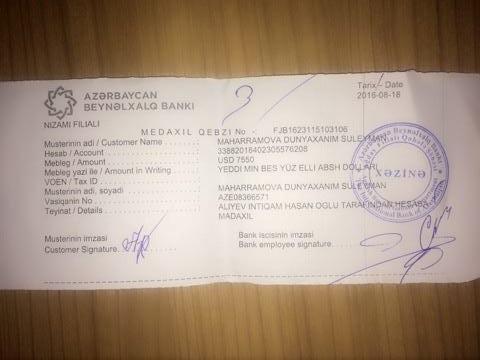 AZƏRBAYCAN
BEYNƏLXALQ BANKI
3
Tarix – Date
2016-08-18
NIZAMI FILIALI
MEDAXIL QEBZI No - FJB1623115103106
Musterinin adi / Customer Name MAHARRAMOVA DUNYAXANIM SULEYMAN
Hesab / Account 33882018402305576208
Mebleg / Amount USD 7550
Mebleg yazi ile / Amount in Writing YEDDI MIN BES YÜZ ELLI ABSH DOLLARI
VOEN / Tax ID
Musterinin adi, soyadi MAHARRAMOVA DUNYAXANIM SULEYMAN
Vasiqanin No AZE08366571
Teyinat / Details ALIYEV INTIQAM HASAN OGLU TARAFINDAN HESABA
MADAXIL
Musterinin imzasi
Customer Signature
Bank iscisinin imzasi
Bank employee signature